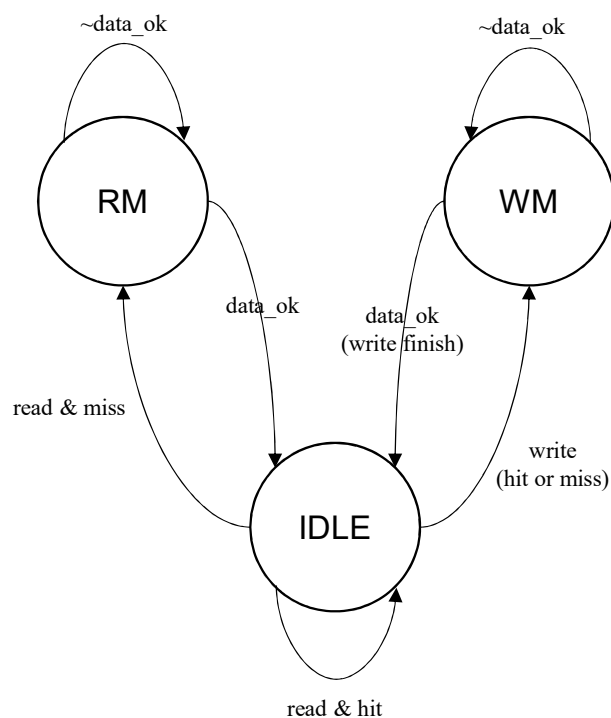 ~data_ok
~data_ok
RM
WM
data_ok
data_ok
(write finish)
read & miss
write
(hit or miss)
IDLE
read & hit